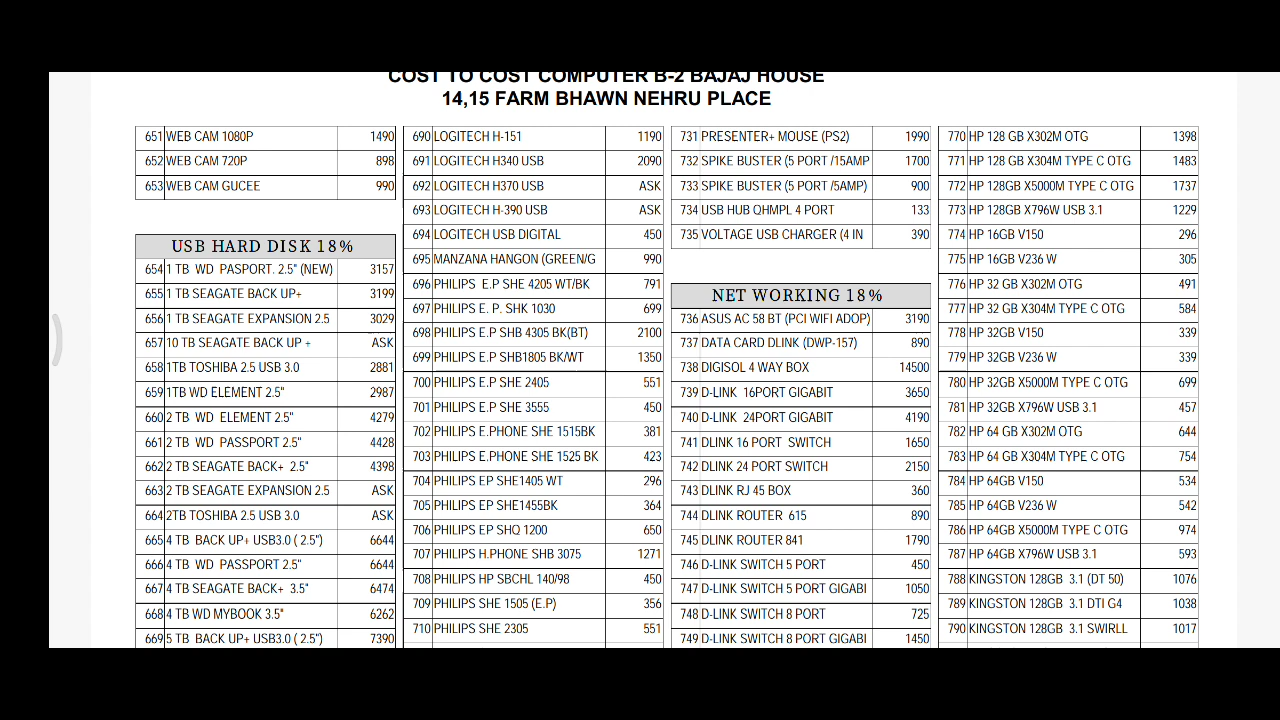 COST TO COST COMPUTER B-2 BAJAJ HOUSE
14,15 FARM BHAWN NEHRU PLACE
651 WEB CAM 1080P 1490
652 WEB CAM 720P 898
653 WEB CAM GUCEE 990
USB HARD DISK 18%
654 1 TB WD PASPORT. 2.5" (NEW) 3157
655 1 TB SEAGATE BACK UP+ 3199
656 1 TB SEAGATE EXPANSION 2.5 3029
657 10 TB SEAGATE BACK UP + ASK
658 1TB TOSHIBA 2.5 USB 3.0 2881
659 1TB WD ELEMENT 2.5" 2987
660 2 TB WD ELEMENT 2.5" 4279
661 2 TB WD PASSPORT 2.5" 4428
662 2 TB SEAGATE BACK+ 2.5" 4398
663 2 TB SEAGATE EXPANSION 2.5 ASK
664 2TB TOSHIBA 2.5 USB 3.0 ASK
665 4 TB BACK UP+ USB3.0 ( 2.5") 6644
666 4 TB WD PASSPORT 2.5" 6644
667 4 TB SEAGATE BACK+ 3.5" 6474
668 4 TB WD MYBOOK 3.5" 6262
669 5 TB BACK UP+ USB3.0 ( 2.5") 7390
690 LOGITECH H-151 1190
691 LOGITECH H340 USB 2090
692 LOGITECH H370 USB ASK
693 LOGITECH H-390 USB ASK
694 LOGITECH USB DIGITAL 450
695 MANZANA HANGON (GREEN/G 990
696 PHILIPS E.P SHE 4205 WT/BK 791
697 PHILIPS E. P. SHK 1030 699
698 PHILIPS E.P SHB 4305 BK(BT) 2100
699 PHILIPS E.P SHB1805 BK/WT 1350
700 PHILIPS E.P SHE 2405 551
701 PHILIPS E.P SHE 3555 450
702 PHILIPS E.PHONE SHE 1515BK 381
703 PHILIPS E.PHONE SHE 1525 BK 423
704 PHILIPS EP SHE1405 WT 296
705 PHILIPS EP SHE1455BK 364
706 PHILIPS EP SHQ 1200 650
707 PHILIPS H.PHONE SHB 3075 1271
708 PHILIPS HP SBCHL 140/98 450
709 PHILIPS SHE 1505 (E.P) 356
710 PHILIPS SHE 2305 551
731 PRESENTER+ MOUSE (PS2) 1990
732 SPIKE BUSTER (5 PORT /15AMP 1700
733 SPIKE BUSTER (5 PORT /5AMP) 900
734 USB HUB QHMPL 4 PORT 133
735 VOLTAGE USB CHARGER (4 IN 390
NET WORKING 18%
736 ASUS AC 58 BT (PCI WIFI ADOP) 3190
737 DATA CARD DLINK (DWP-157) 890
738 DIGISOL 4 WAY BOX 14500
739 D-LINK 16PORT GIGABIT 3650
740 D-LINK 24PORT GIGABIT 4190
741 DLINK 16 PORT SWITCH 1650
742 DLINK 24 PORT SWITCH 2150
743 DLINK RJ 45 BOX 360
744 DLINK ROUTER 615 890
745 DLINK ROUTER 841 1790
746 D-LINK SWITCH 5 PORT 450
747 D-LINK SWITCH 5 PORT GIGABI 1050
748 D-LINK SWITCH 8 PORT 725
749 D-LINK SWITCH 8 PORT GIGABI 1450
770 HP 128 GB X302M OTG 1398
771 HP 128 GB X304M TYPE C OTG 1483
772 HP 128GB X5000M TYPE C OTG 1737
773 HP 128GB X796W USB 3.1 1229
774 HP 16GB V150 296
775 HP 16GB V236 W 305
776 HP 32 GB X302M OTG 491
777 HP 32 GB X304M TYPE C OTG 584
778 HP 32GB V150 339
779 HP 32GB V236 W 339
780 HP 32GB X5000M TYPE C OTG 699
781 HP 32GB X796W USB 3.1 457
782 HP 64 GB X302M OTG 644
783 HP 64 GB X304M TYPE C OTG 754
784 HP 64GB V150 534
785 HP 64GB V236 W 542
786 HP 64GB X5000M TYPE C OTG 974
787 HP 64GB X796W USB 3.1 593
788 KINGSTON 128GB 3.1 (DT 50) 1076
789 KINGSTON 128GB 3.1 DTI G4 1038
790 KINGSTON 128GB 3.1 SWIRLL 1017